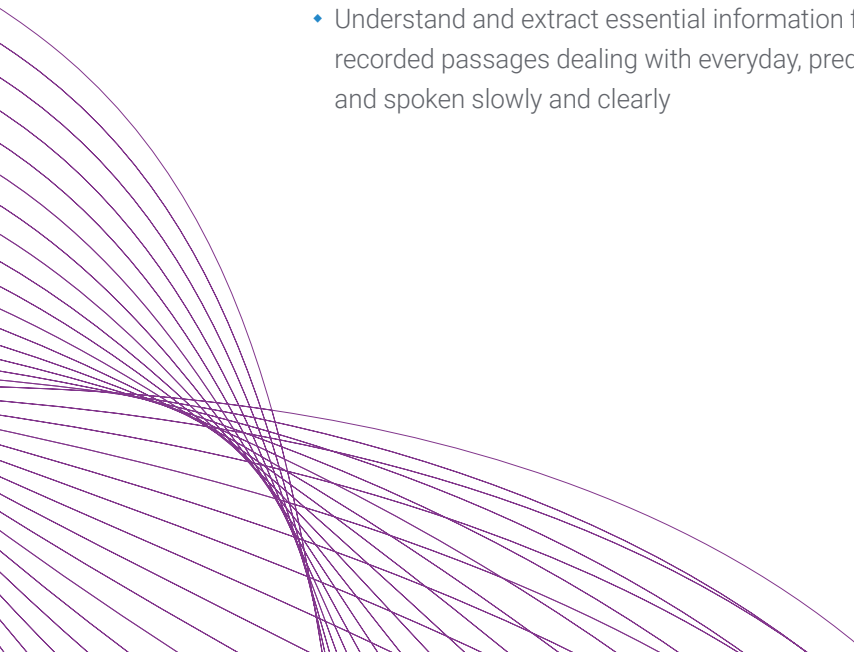 Understand and extract essential information
recorded passages dealing with everyday,
and spoken slowly and clearly